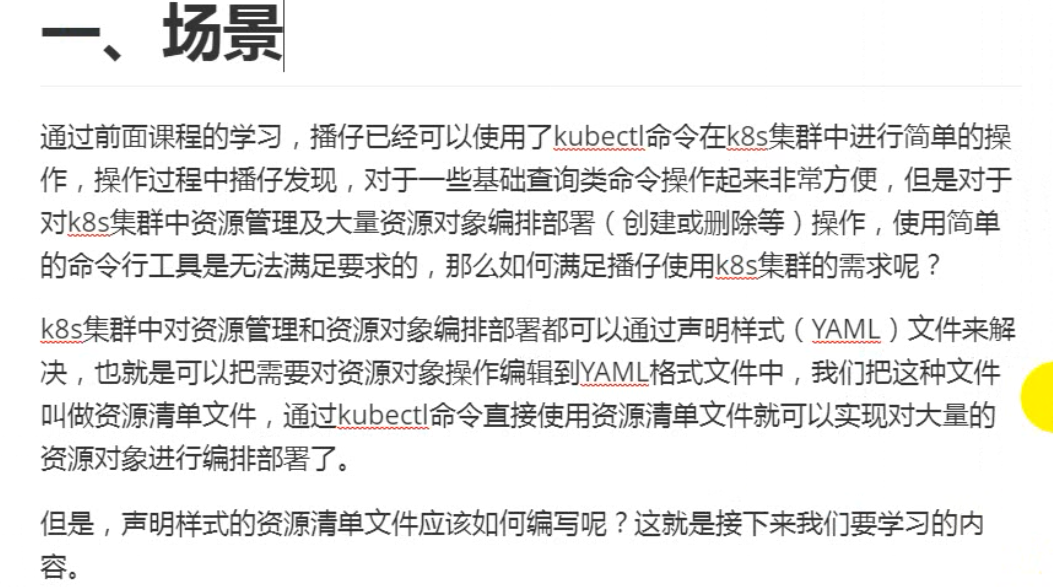 一、场景
通过前面课程的学习，播仔已经可以使用了kubectl命令在k8s集群中进行简单的操
作，操作过程中播仔发现，对于一些基础查询类命令操作起来非常方便，但是对于
对k8s集群中资源管理及大量资源对象编排部署（创建或删除等）操作，使用简单
的命令行工具是无法满足要求的，那么如何满足播仔使用k8s集群的需求呢？
k8s集群中对资源管理和资源对象编排部署都可以通过声明样式（YAML）文件来解
决，也就是可以把需要对资源对象操作编辑到YAML格式文件中，我们把这种文件
叫做资源清单文件，通过kubectl命令直接使用资源清单文件就可以实现对大量的
资源对象进行编排部署了。
但是，声明样式的资源清单文件应该如何编写呢？这就是接下来我们要学习的内
容。